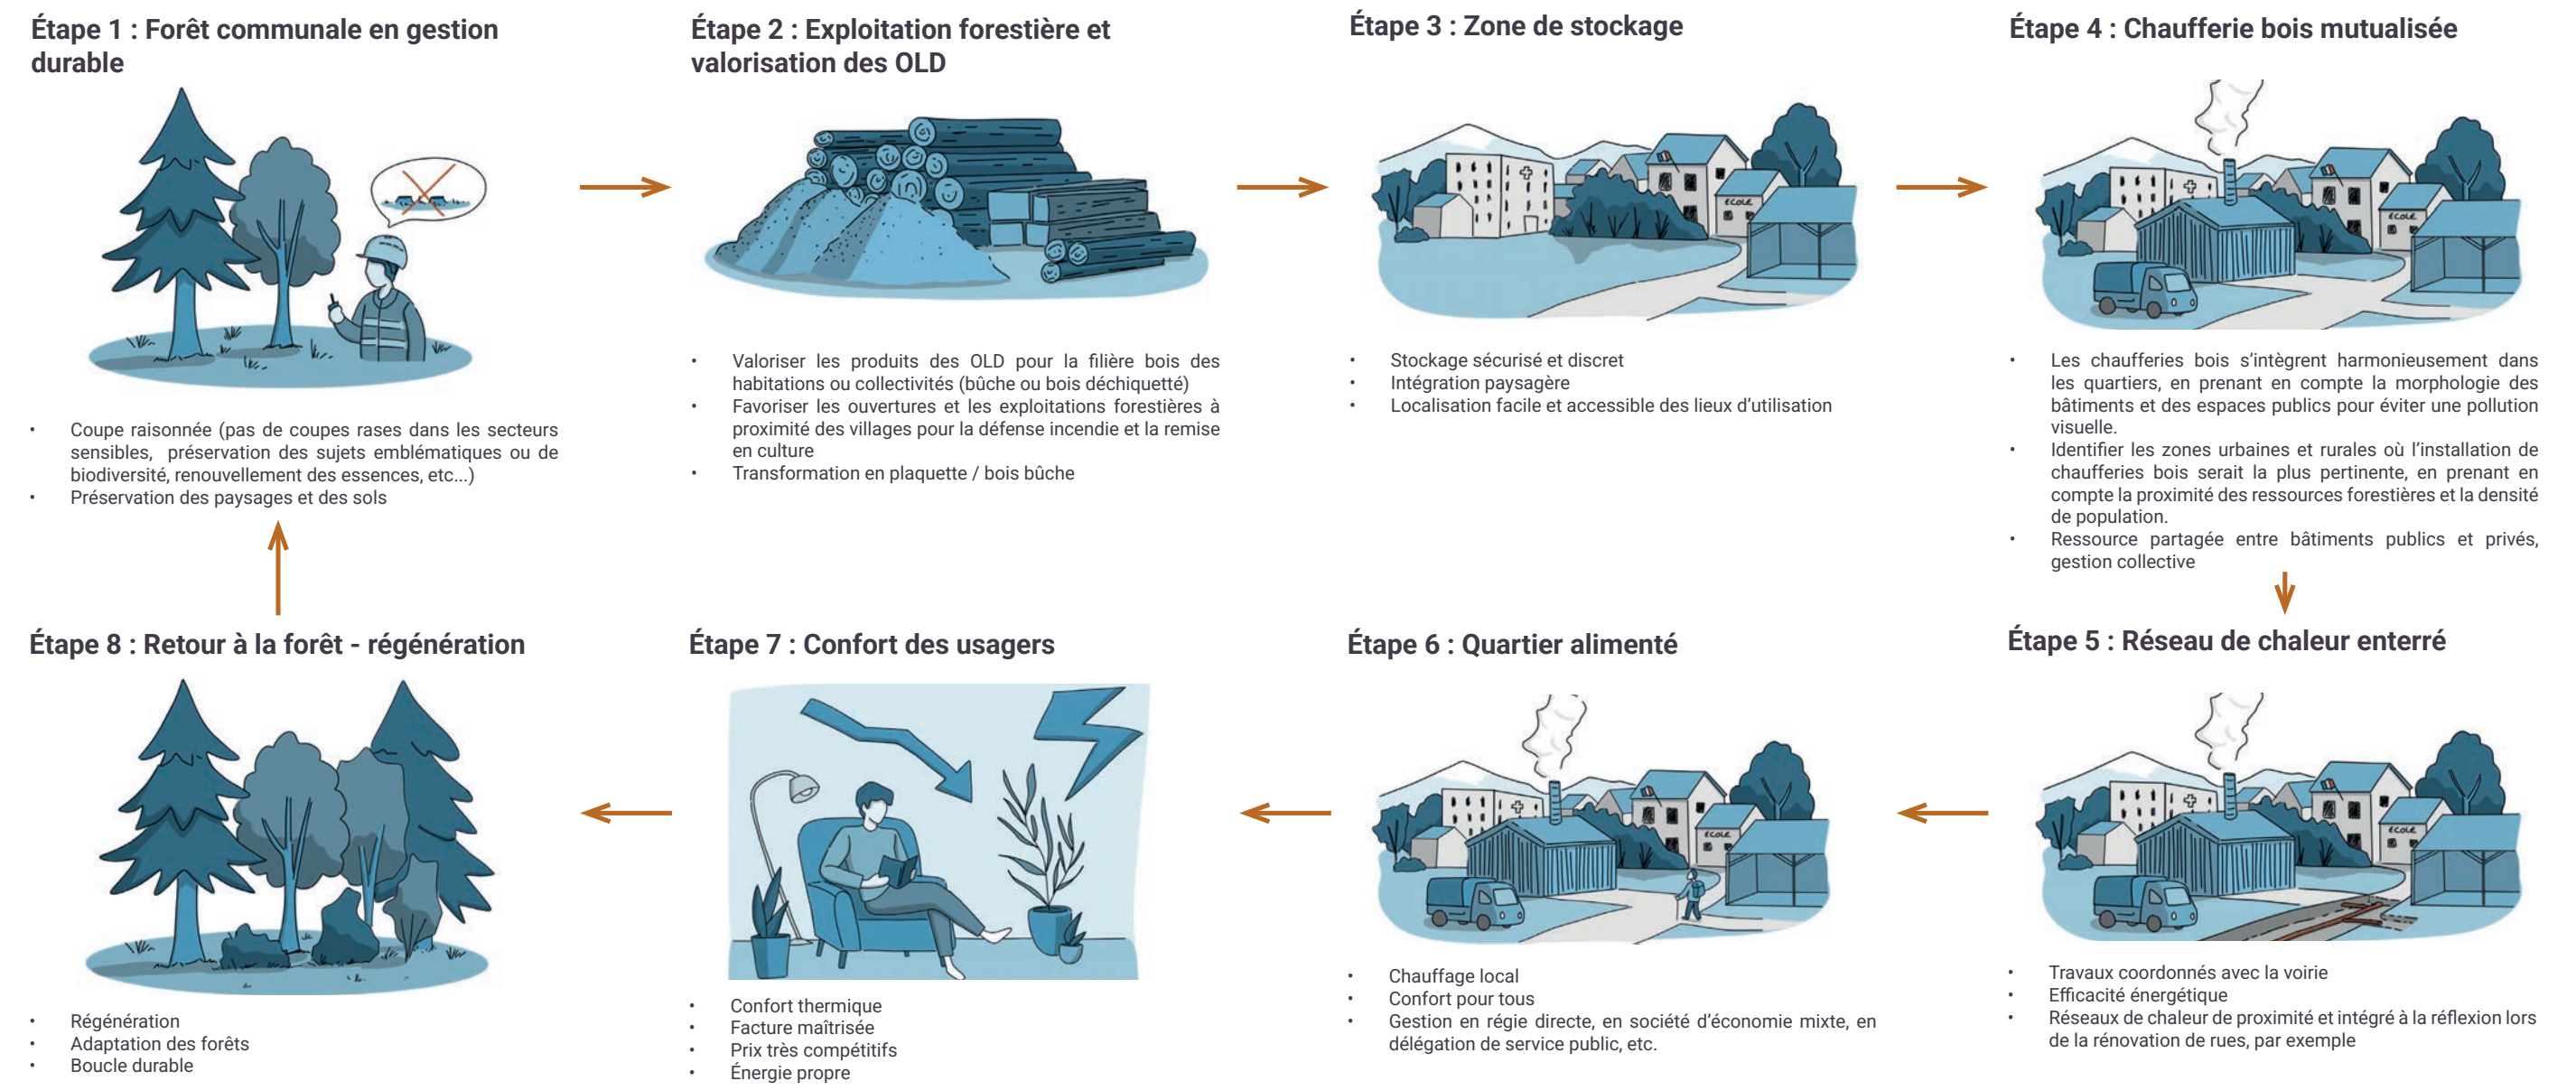 Étape 1 : Forêt communale en gestion
durable
• Coupe raisonnée (pas de coupes rases dans les secteurs
sensibles, préservation des sujets emblématiques ou de
biodiversité, renouvellement des essences, etc...)
• Préservation des paysages et des sols
Étape 2 : Exploitation forestière et
valorisation des OLD
• Valoriser les produits des OLD pour la filière bois des
habitations ou collectivités (bûche ou bois déchiquetté)
• Favoriser les ouvertures et les exploitations forestières à
proximité des villages pour la défense incendie et la remise
en culture
• Transformation en plaquette / bois bûche
Étape 3 : Zone de stockage
ECOLE
• Stockage sécurisé et discret
• Intégration paysagère
• Localisation facile et accessible des lieux d'utilisation
Étape 4 : Chaufferie bois mutualisée
ECOLE
• Les chaufferies bois s'intègrent harmonieusement dans
les quartiers, en prenant en compte la morphologie des
bâtiments et des espaces publics pour éviter une pollution
visuelle.
• Identifier les zones urbaines et rurales où l'installation de
chaufferies bois serait la plus pertinente, en prenant en
compte la proximité des ressources forestières et la densité
de population.
• Ressource partagée entre bâtiments publics et privés,
gestion collective
Étape 5 : Réseau de chaleur enterré
ECOLE
• Travaux coordonnés avec la voirie
• Efficacité énergétique
• Réseaux de chaleur de proximité et intégré à la réflexion lors
de la rénovation de rues, par exemple
Étape 6 : Quartier alimenté
ECOLE
• Chauffage local
• Confort pour tous
• Gestion en régie directe, en société d'économie mixte, en
délégation de service public, etc.
Étape 7 : Confort des usagers
• Confort thermique
• Facture maîtrisée
• Prix très compétitifs
• Énergie propre
Étape 8 : Retour à la forêt - régénération
• Régénération
• Adaptation des forêts
• Boucle durable